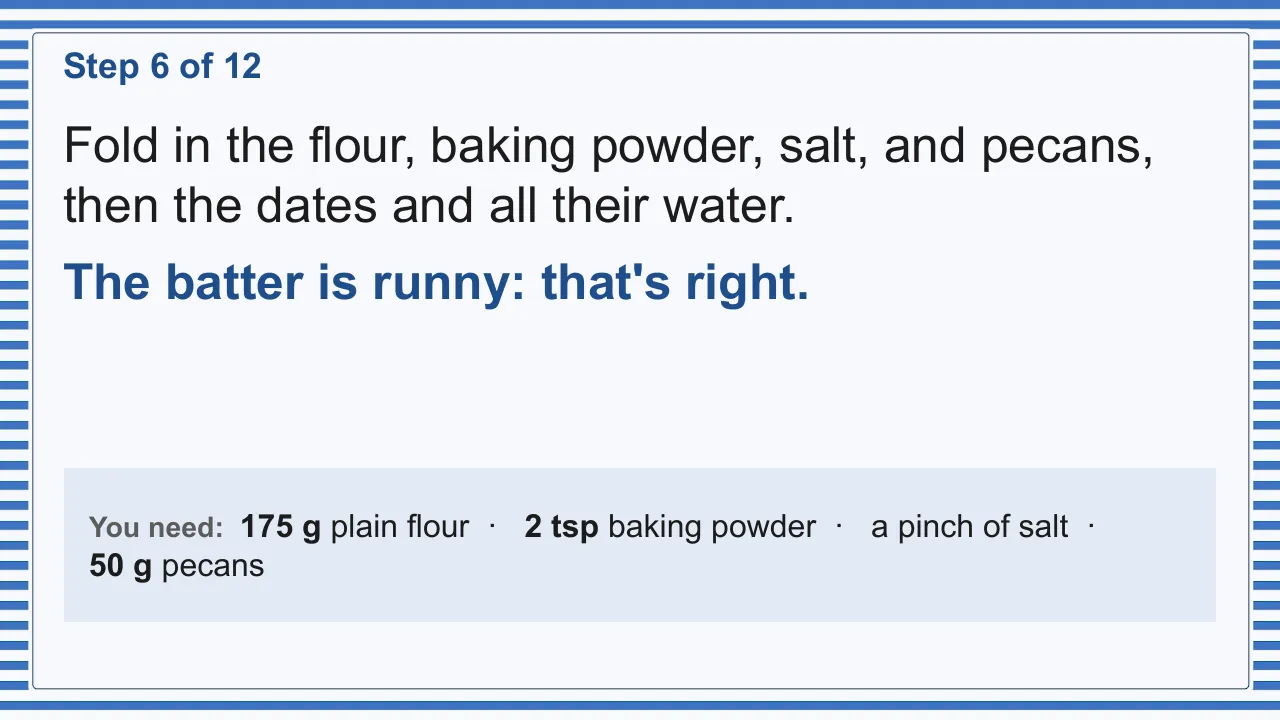 Step 6 of 12
Fold in the flour, baking powder, salt, and pecans,
then the dates and all their water.
The batter is runny: that's right.
You need: 175 g plain flour · 2 tsp baking powder · a pinch of salt ·
50 g pecans